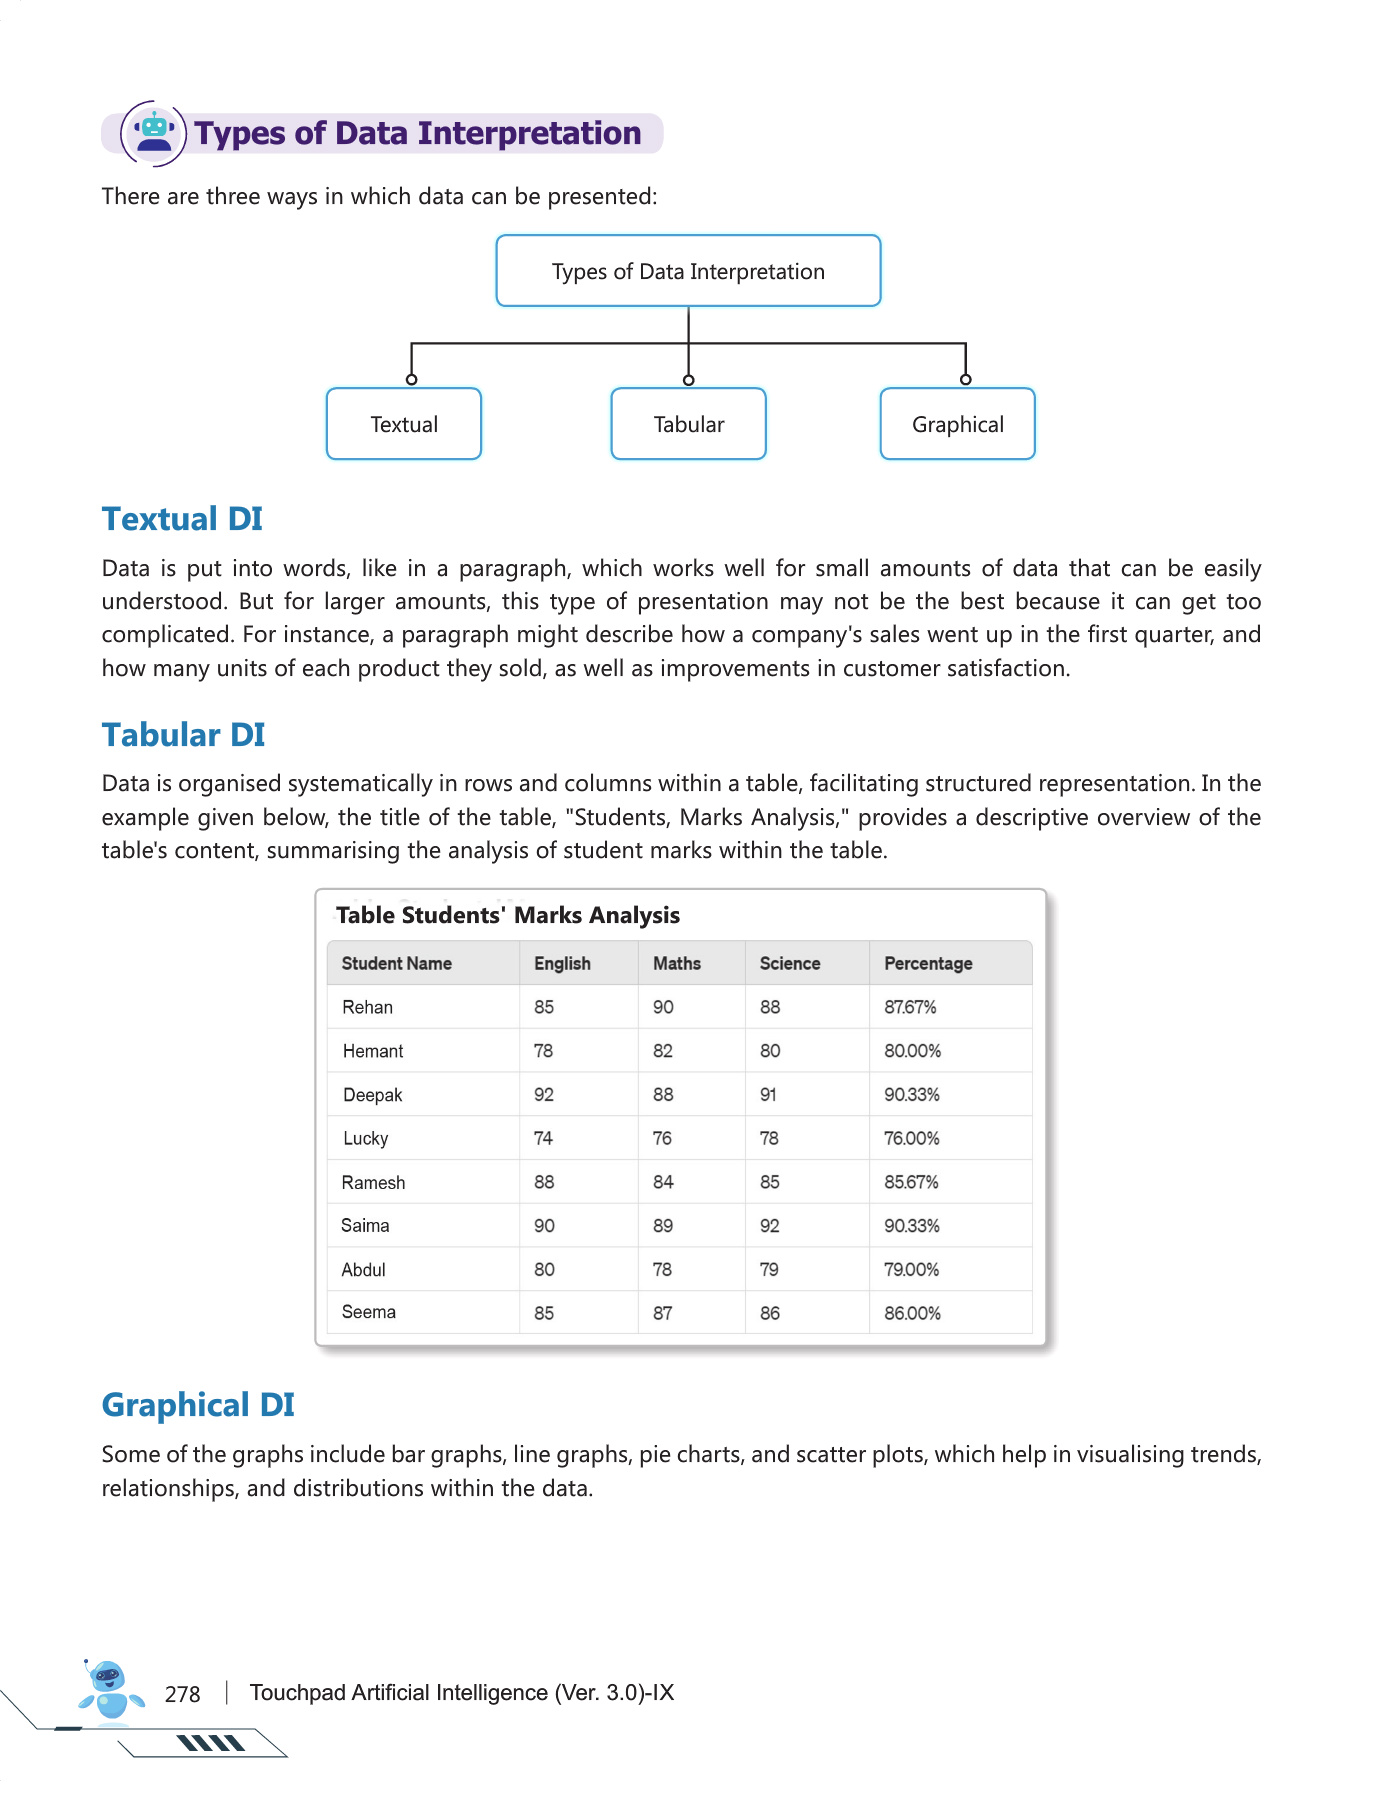 Types of Data Interpretation
There are three ways in which data can be presented:
Types of Data Interpretation
Textual Tabular Graphical
Textual DI
Data is put into words, like in a paragraph, which works well for small amounts of data that can be easily
understood. But for larger amounts, this type of presentation may not be the best because it can get too
complicated. For instance, a paragraph might describe how a company's sales went up in the first quarter, and
how many units of each product they sold, as well as improvements in customer satisfaction.
Tabular DI
Data is organised systematically in rows and columns within a table, facilitating structured representation. In the
example given below, the title of the table, "Students, Marks Analysis," provides a descriptive overview of the
table's content, summarising the analysis of student marks within the table.
Table Students' Marks Analysis
Student Name English Maths Science Percentage
Rehan 85 90 88 87.67%
Hemant 78 82 80 80.00%
Deepak 92 88 91 90.33%
Lucky 74 76 78 76.00%
Ramesh 88 84 85 85.67%
Saima 90 89 92 90.33%
Abdul 80 78 79 79.00%
Seema 85 87 86 86.00%
Graphical DI
Some of the graphs include bar graphs, line graphs, pie charts, and scatter plots, which help in visualising trends,
relationships, and distributions within the data.
278 Touchpad Artificial Intelligence (Ver. 3.0)-IX